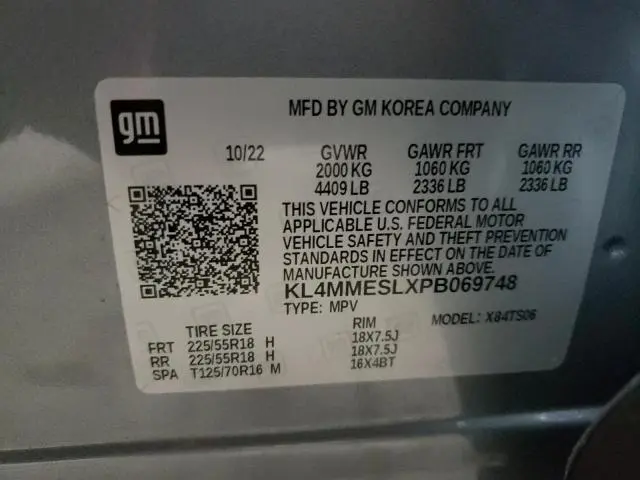 gm
MFD BY GM KOREA COMPANY
10/22 GVWR GAWR FRT GAWR RR
2000 KG 1060 KG 1060 KG
4409 LB 2336 LB 2336 LB
THIS VEHICLE CONFORMS TO ALL
APPLICABLE U.S. FEDERAL MOTOR
VEHICLE SAFETY AND THEFT PREVENTION
STANDARDS IN EFFECT ON THE DATE OF
MANUFACTURE SHOWN ABOVE.
KL4MMESLXPB069748
TYPE: MPV MODEL: X84TS06
TIRE SIZE RIM
FRT 225/55R18 H 18X7.5J
RR 225/55R18 H 18X7.5J
SPA T125/70R16 M 16X4BT